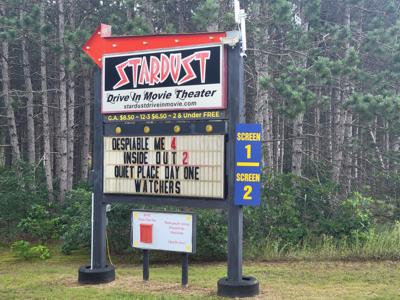 STARDUST
Drive In Movie Theater
stardustdriveinmovie.com
G.A. $8.50 ~ 12-3 $6.50 ~ 2 & Under FREE
DESPIABLE ME 4
INSIDE OUT 2
QUIET PLACE DAY ONE
WATCHERS
SCREEN
1
SCREEN
2